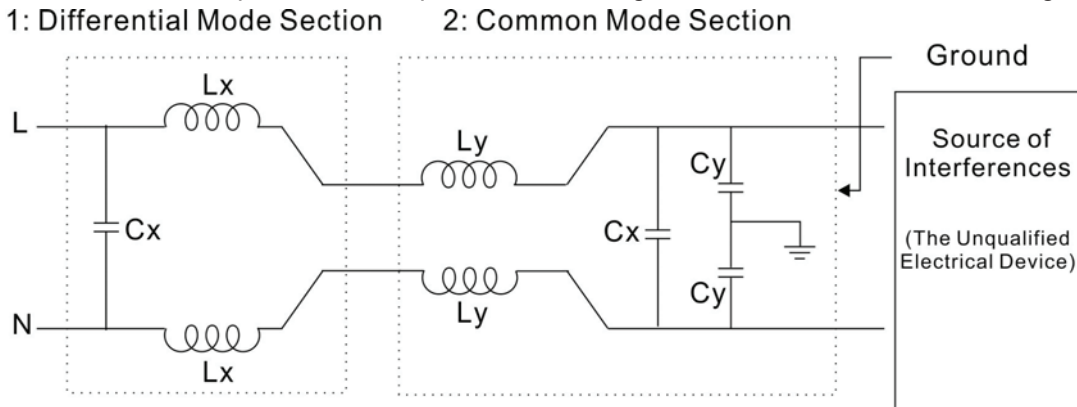 1: Differential Mode Section 2: Common Mode Section
Ground
Lx
L
Ly
Cy
Source of
Interferences
Cx
Cx
(The Unqualified
Electrical Device)
Cy
Ly
N
Lx